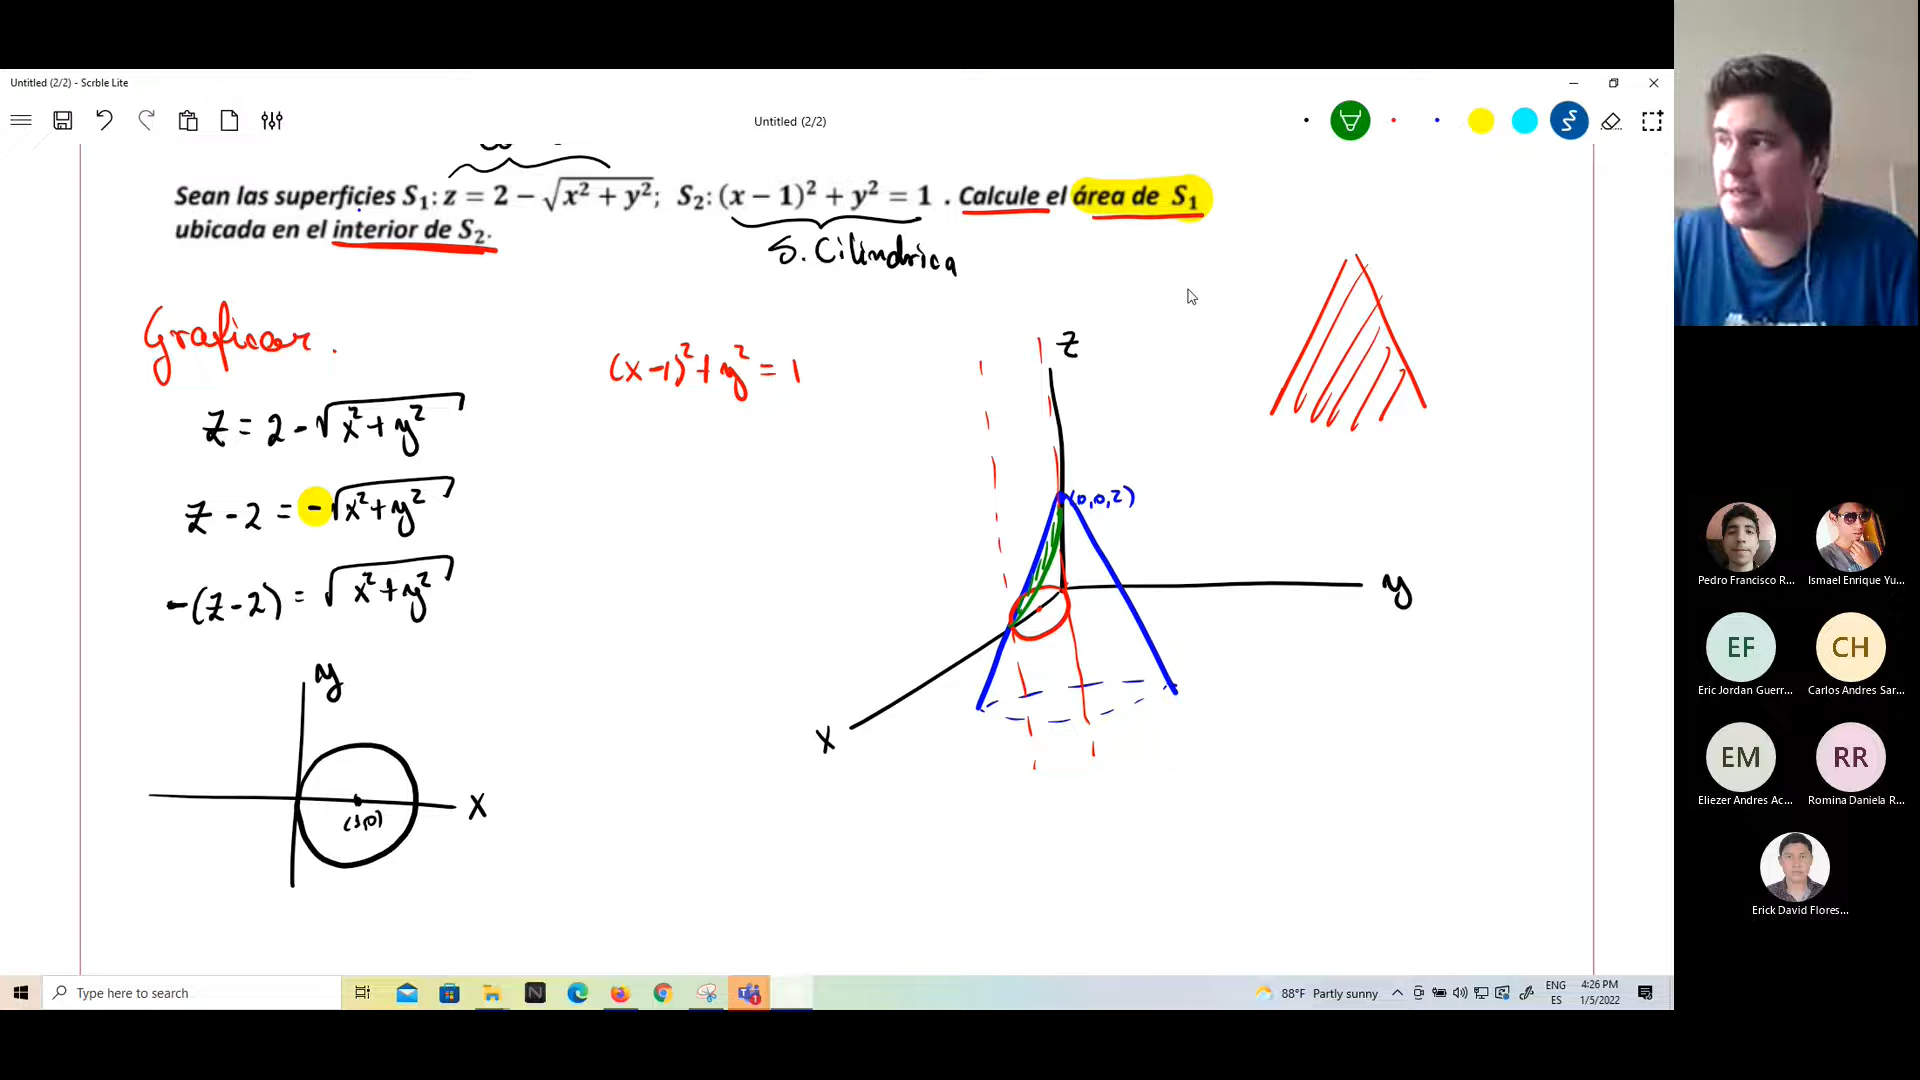 Untitled (2/2) - Scrble Lite
Untitled (2/2)
Sean las superficies S₁: z = 2 − √x² + y²; S₂: (x − 1)² + y² = 1 . Calcule el área de S₁
ubicada en el interior de S₂.
S. Cilindrica
Graficar.
(x-1)² + y² = 1
z = 2 - √x² + y²
z - 2 = - √x² + y²
-(z-2) = √x² + y²
z
(0,0,2)
y
x
y
x
(1,0)
Pedro Francisco R...
Ismael Enrique Yu...
EF
CH
Eric Jordan Guerr...
Carlos Andres Sar...
EM
RR
Eliezer Andres Ac...
Romina Daniela R...
Erick David Flores...
Type here to search
88°F Partly sunny
ENG
ES
4:26 PM
1/5/2022